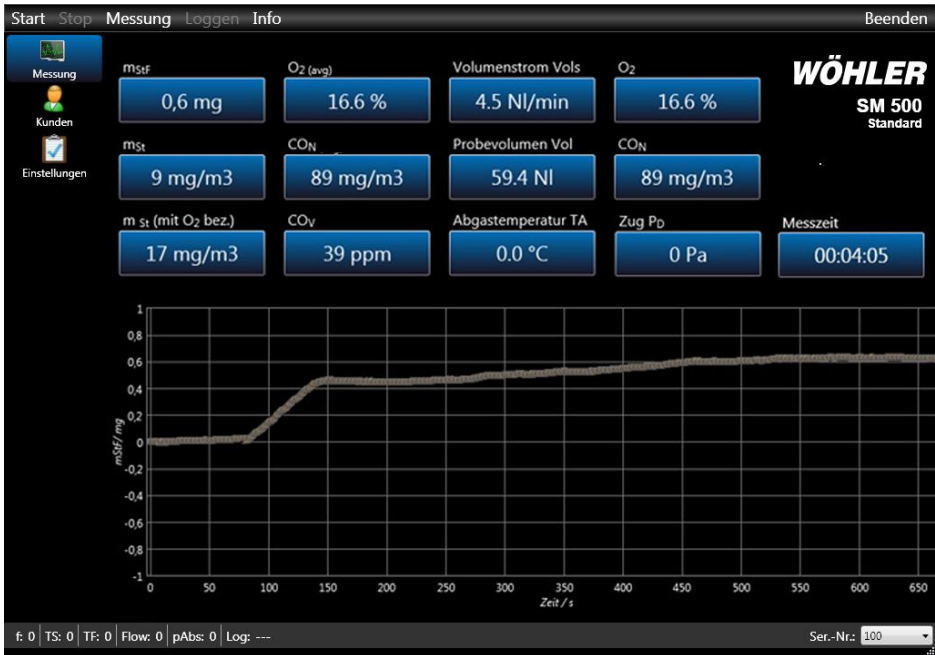 Start Stop Messung Loggen Info Beenden
Messung
Kunden
Einstellungen
mStF O2 (avg) Volumenstrom Vols O2
0,6 mg 16.6 % 4.5 Nl/min 16.6 %
WÖHLER
SM 500
Standard
mSt CON Probevolumen Vol CON
9 mg/m3 89 mg/m3 59.4 Nl 89 mg/m3
m St (mit O2 bez.) COV Abgastemperatur TA Zug PD Messzeit
17 mg/m3 39 ppm 0.0 °C 0 Pa 00:04:05
1
0,8
0,6
0,4
0,2
0
-0,2
-0,4
-0,6
-0,8
-1
mStF/ mg
0 50 100 150 200 250 300 350 400 450 500 550 600 650
Zeit / s
f: 0 TS: 0 TF: 0 Flow: 0 pAbs: 0 Log: --- Ser.-Nr.: 100